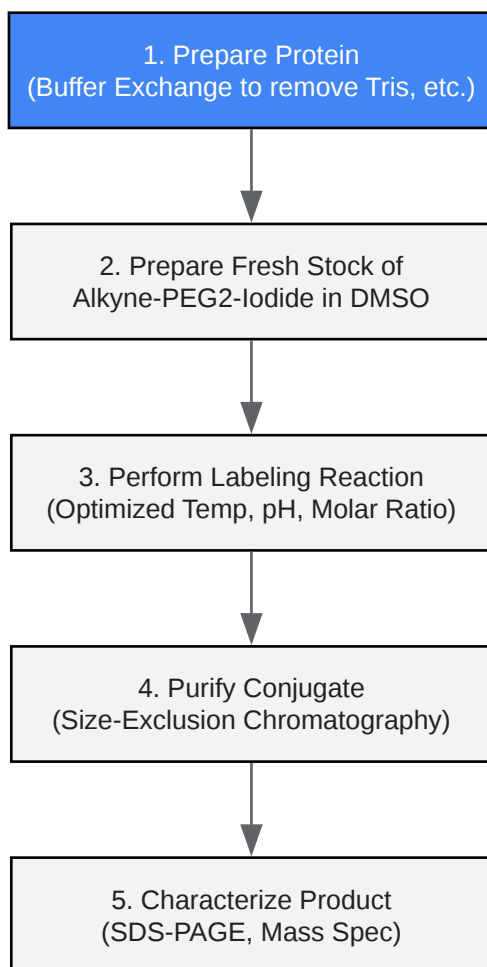 1. Prepare Protein
(Buffer Exchange to remove Tris, etc.)
2. Prepare Fresh Stock of
Alkyne-PEG2-Iodide in DMSO
3. Perform Labeling Reaction
(Optimized Temp, pH, Molar Ratio)
4. Purify Conjugate
(Size-Exclusion Chromatography)
5. Characterize Product
(SDS-PAGE, Mass Spec)